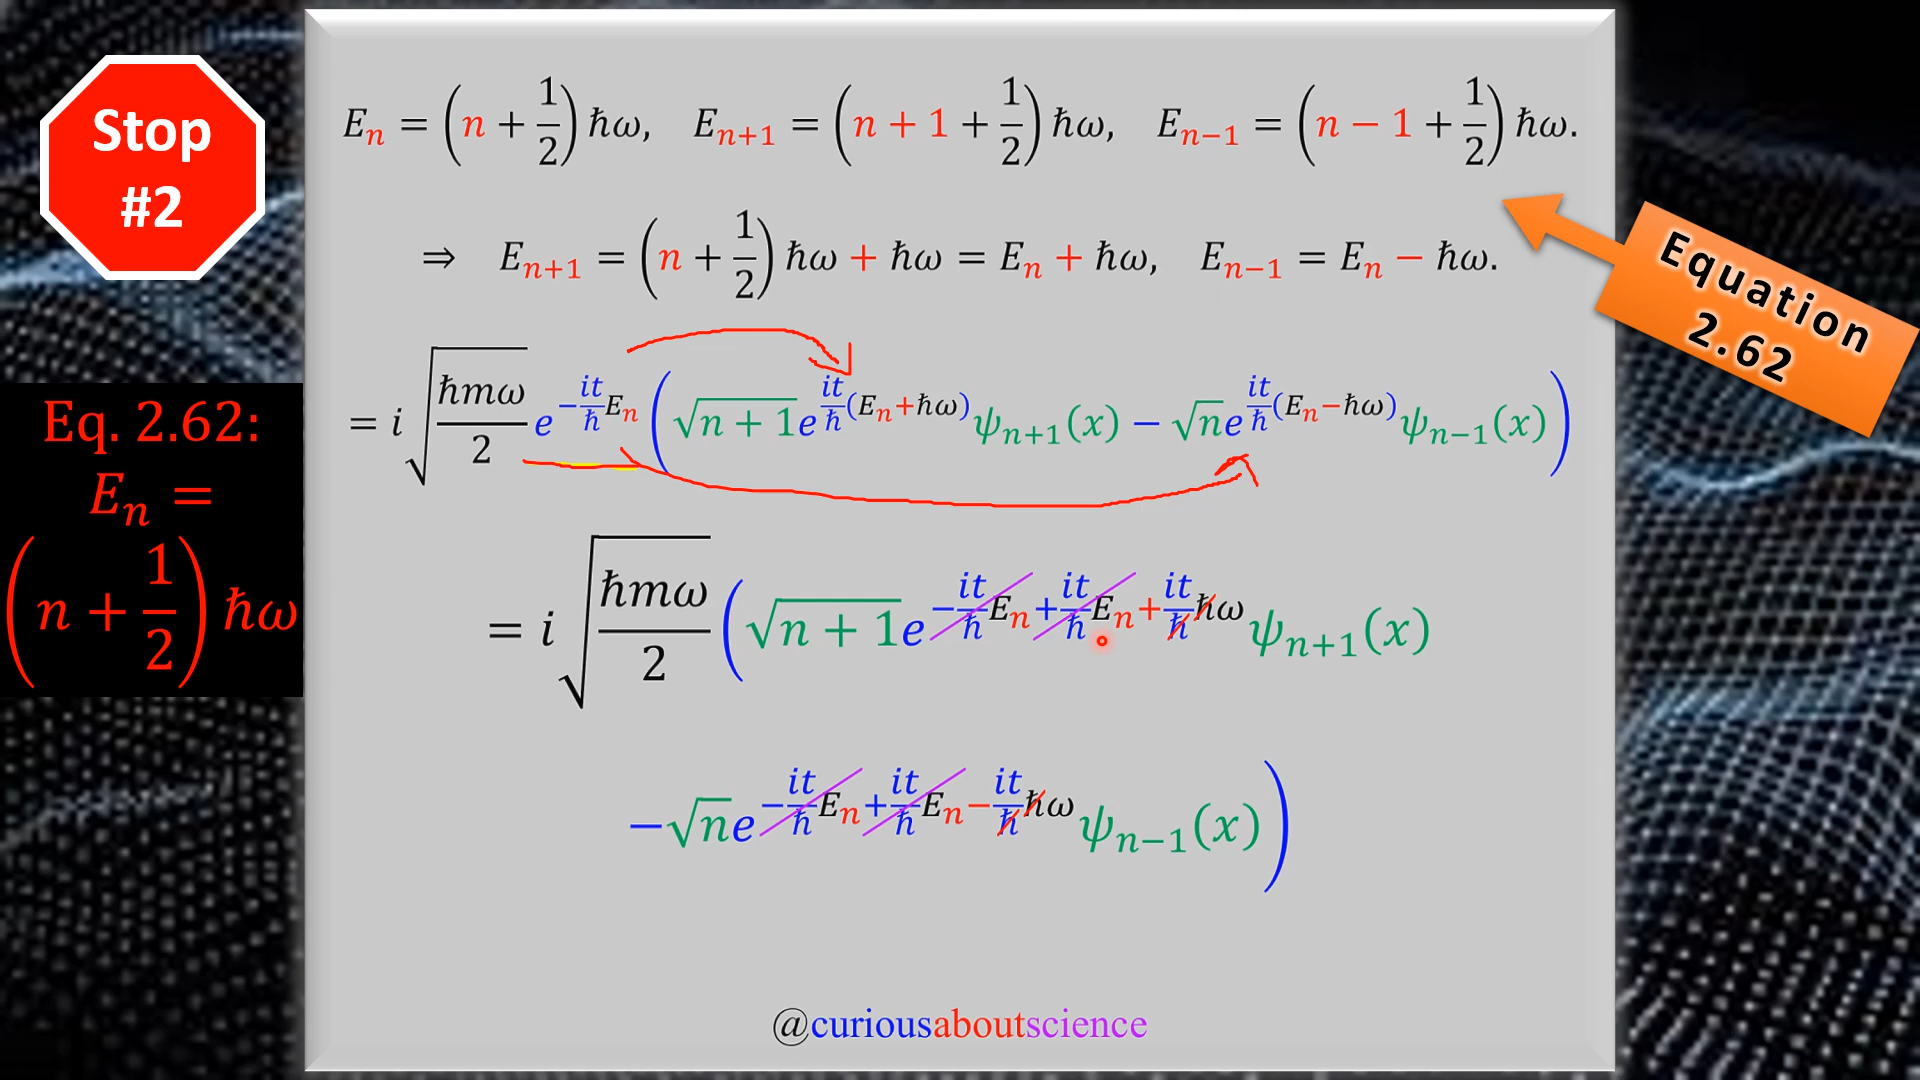 Stop
#2
E_n = (n + 1/2) ħω, E_{n+1} = (n + 1 + 1/2) ħω, E_{n−1} = (n − 1 + 1/2) ħω.
⇒ E_{n+1} = (n + 1/2) ħω + ħω = E_n + ħω, E_{n−1} = E_n − ħω.
Equation
2.62
= i √(ħmω/2) e^{−(it/ħ)E_n} (√(n + 1) e^{(it/ħ)(E_n+ħω)} ψ_{n+1}(x) − √n e^{(it/ħ)(E_n−ħω)} ψ_{n−1}(x))
Eq. 2.62:
E_n =
(n + 1/2) ħω
= i √(ħmω/2) (√(n + 1) e^{−(it/ħ)E_n+(it/ħ)E_n+(it/ħ)ħω} ψ_{n+1}(x)
−√n e^{−(it/ħ)E_n+(it/ħ)E_n−(it/ħ)ħω} ψ_{n−1}(x))
@curiousaboutscience